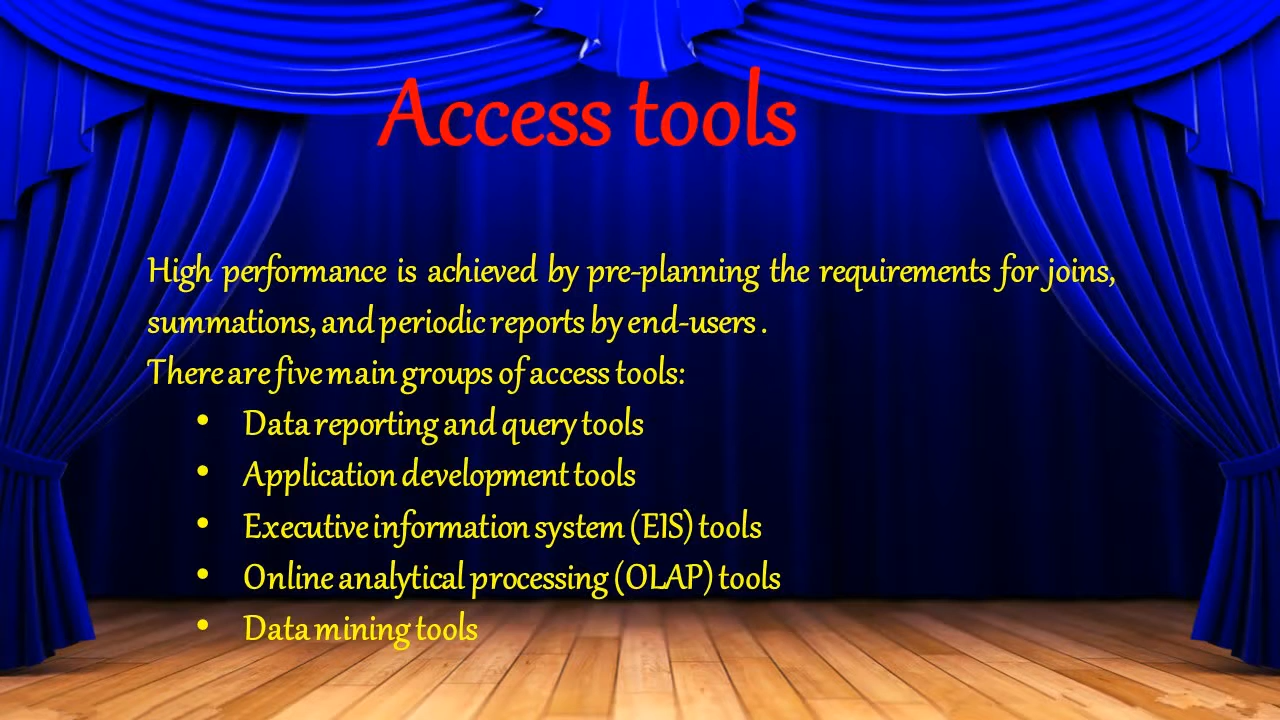 Access tools
High performance is achieved by pre-planning the requirements for joins,
summations, and periodic reports by end-users .
There are five main groups of access tools:
• Data reporting and query tools
• Application development tools
• Executive information system (EIS) tools
• Online analytical processing (OLAP) tools
• Data mining tools